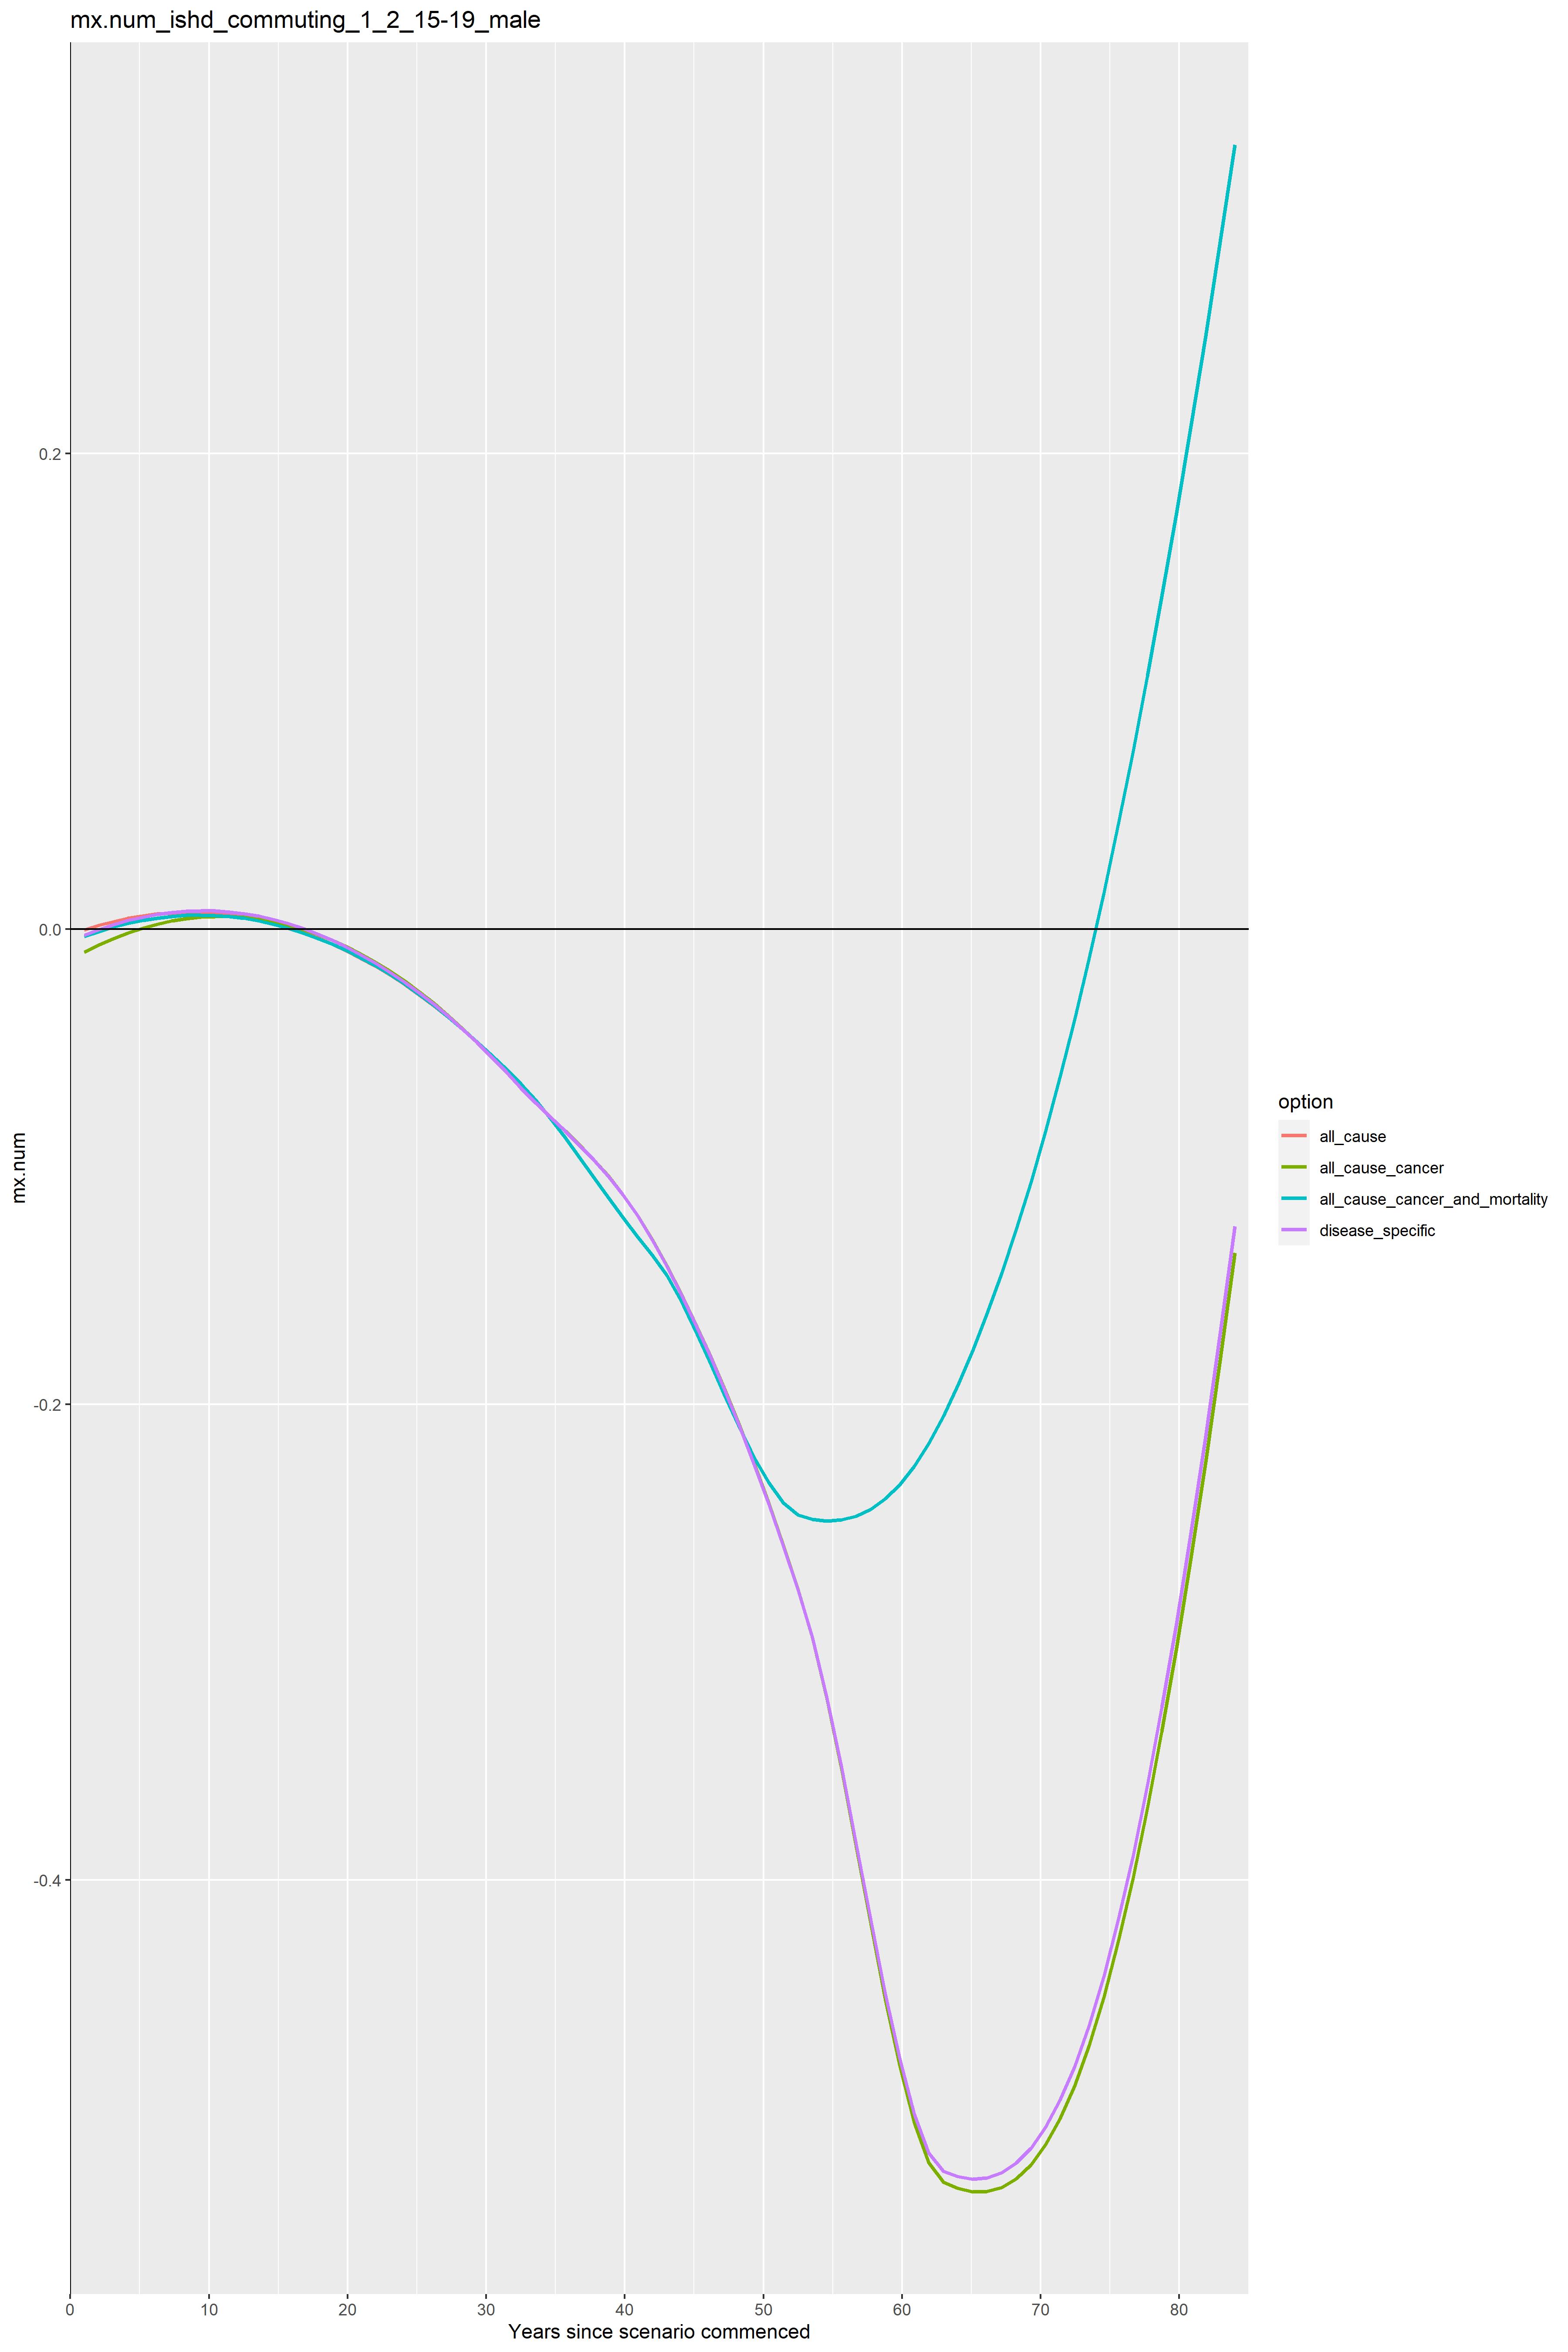 mx.num_ishd_commuting_1_2_15-19_male
0.2
0.0
-0.2
-0.4
mx.num
0 10 20 30 40 50 60 70 80
Years since scenario commenced
option
all_cause
all_cause_cancer
all_cause_cancer_and_mortality
disease_specific